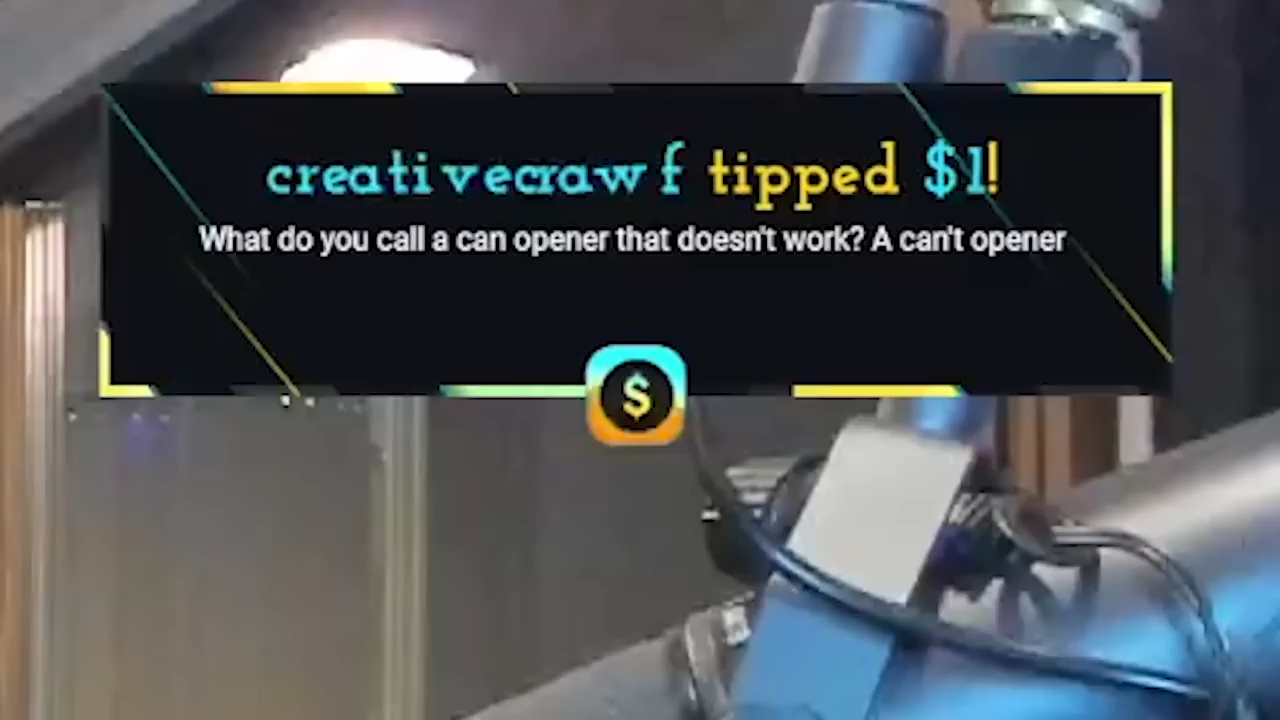 creativecrawf tipped $1!
What do you call a can opener that doesn't work? A can't opener
$